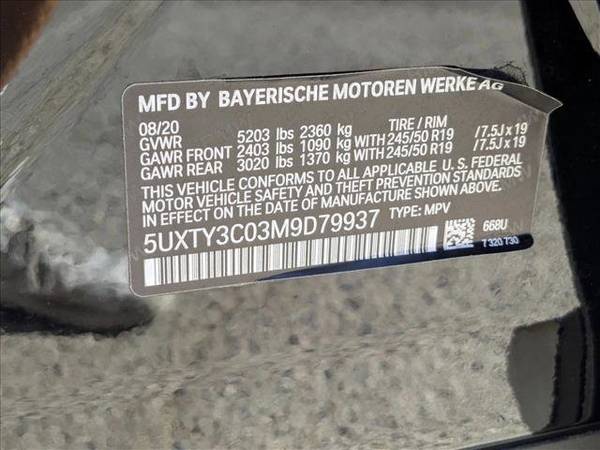 MFD BY BAYERISCHE MOTOREN WERKE AG
08/20 TIRE / RIM
GVWR 5203 lbs 2360 kg
GAWR FRONT 2403 lbs 1090 kg WITH 245/50 R19 /7.5J x 19
GAWR REAR 3020 lbs 1370 kg WITH 245/50 R19 /7.5J x 19
THIS VEHICLE CONFORMS TO ALL APPLICABLE U. S. FEDERAL
MOTOR VEHICLE SAFETY AND THEFT PREVENTION STANDARDS
IN EFFECT ON THE DATE OF MANUFACTURE SHOWN ABOVE.
5UXTY3C03M9D79937 TYPE: MPV
668U
7 320 730